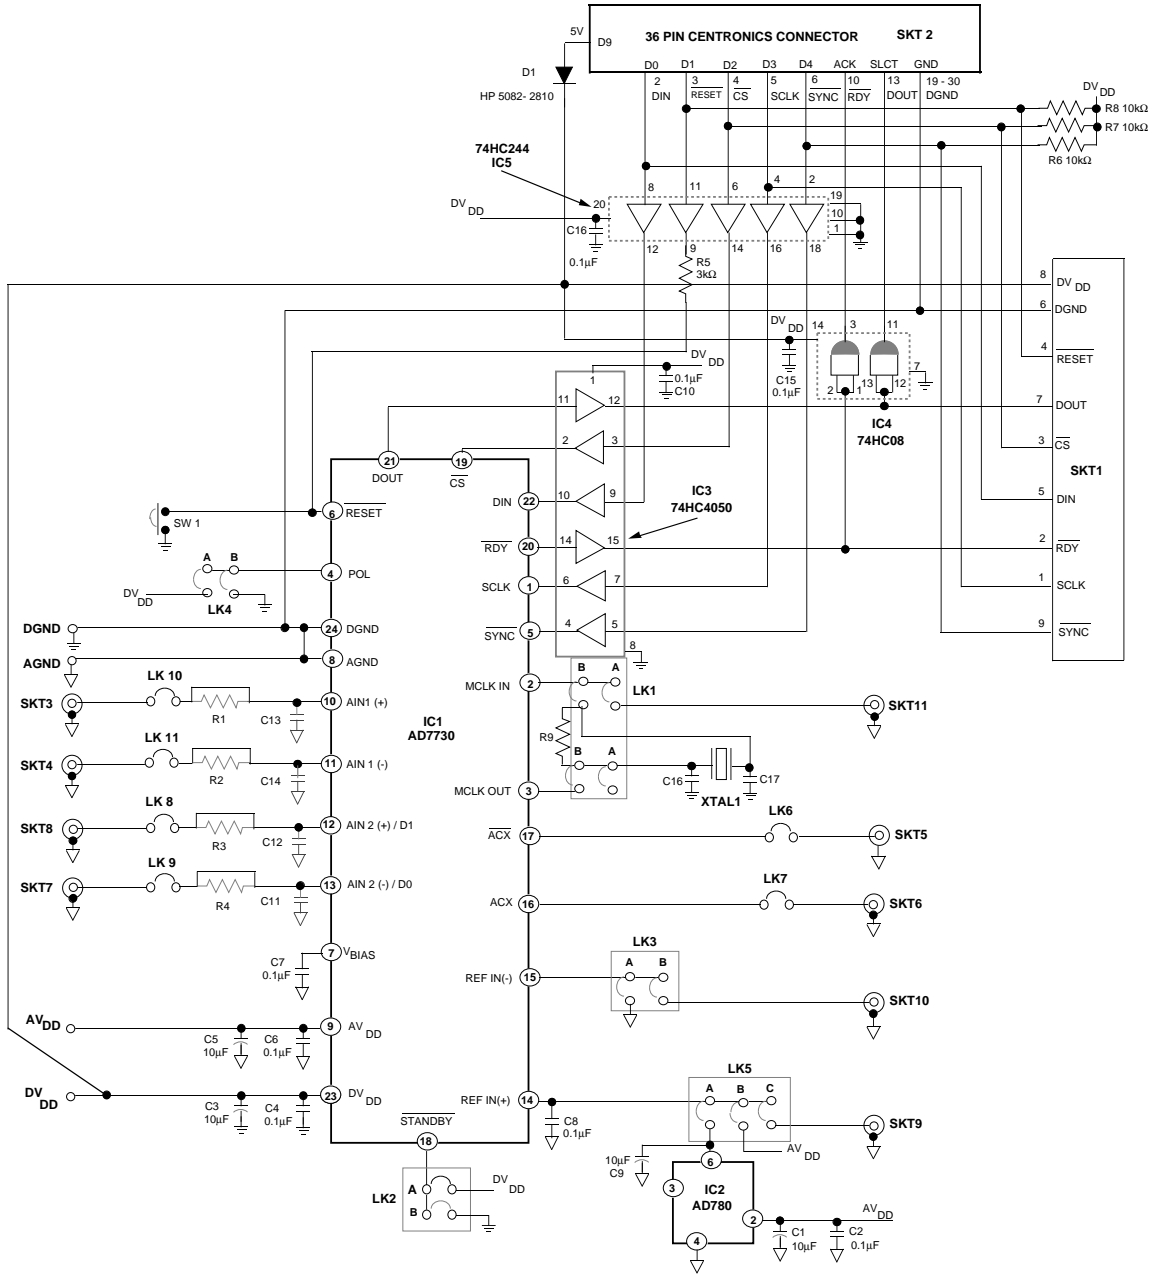 36 PIN CENTRONICS CONNECTOR SKT 2
5V
D9
D0 D1 D2 D3 D4 ACK SLCT GND
2 3 4 5 6 10 13 19 - 30
DIN RESET CS SCLK SYNC RDY DOUT DGND
D1
HP 5082- 2810
DV DD
R8 10kΩ
R7 10kΩ
R6 10kΩ
74HC244
IC5
8 11 6 4 2
20
19
10
1
DV DD
C16
0.1µF
12 9 14 16 18
R5
3kΩ
8 DV DD
6 DGND
4 RESET
7 DOUT
3 CS
SKT1
5 DIN
2 RDY
1 SCLK
9 SYNC
DV DD
14 3 11
C15
0.1µF
2 1 13 12
7
IC4
74HC08
DV DD
0.1µF
C10
1
11 12
2 3
10 9
14 15
6 7
4 5
8
IC3
74HC4050
21
DOUT
19
CS
SW 1
6 RESET
DIN 22
RDY 20
A B
DV DD
LK4
4 POL
SCLK 1
SYNC 5
DGND
24 DGND
AGND
8 AGND
MCLK IN 2
B A
LK1
SKT11
R9
B A
C16
C17
XTAL1
MCLK OUT 3
IC1
AD7730
SKT3
LK 10
R1
C13
10 AIN1 (+)
SKT4
LK 11
R2
C14
11 AIN 1 (-)
SKT8
LK 8
R3
C12
12 AIN 2 (+) / D1
SKT7
LK 9
R4
C11
13 AIN 2 (-) / D0
ACX 17
LK6
SKT5
ACX 16
LK7
SKT6
C7
0.1µF
7 VBIAS
REF IN(-) 15
LK3
A B
SKT10
AVDD
C5
10µF
C6
0.1µF
9 AV DD
DV DD
C3
10µF
C4
0.1µF
23 DV DD
REF IN(+) 14
C8
0.1µF
LK5
A B C
SKT9
AV DD
STANDBY
18
LK2
A
B
DV DD
10µF
C9
6
3
IC2
AD780
2
4
AVDD
C1
10µF
C2
0.1µF